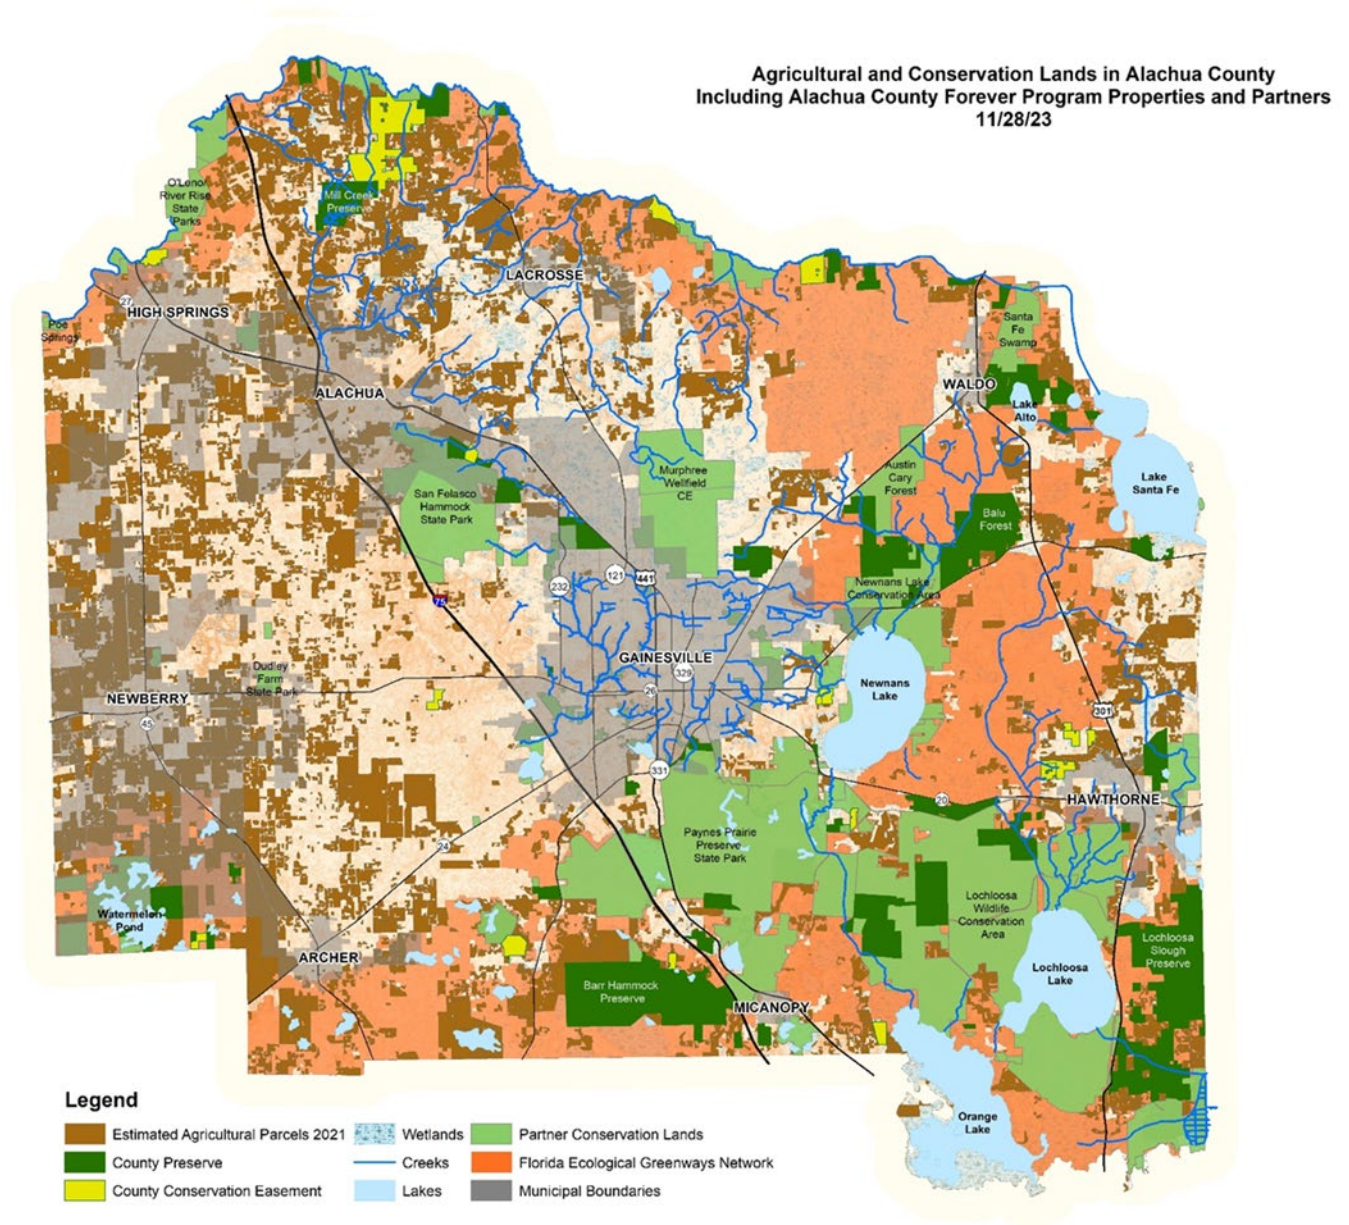 Agricultural and Conservation Lands in Alachua County
Including Alachua County Forever Program Properties and Partners
11/28/23
O'Leno/
River Rise
State
Parks
Mill Creek
Preserve
LACROSSE
27
HIGH SPRINGS
Poe
Springs
Santa
Fe
Swamp
WALDO
ALACHUA
Lake
Alto
Lake
Santa Fe
Murphree
Wellfield
CE
Austin
Cary
Forest
San Felasco
Hammock
State Park
Balu
Forest
232
121
441
75
Newnans Lake
Conservation Area
GAINESVILLE
329
26
Dudley
Farm
State Park
Newnans
Lake
NEWBERRY
45
301
331
20
HAWTHORNE
24
Paynes Prairie
Preserve
State Park
Lochloosa
Wildlife
Conservation
Area
Watermelon
Pond
ARCHER
Lochloosa
Slough
Preserve
Lochloosa
Lake
Barr Hammock
Preserve
MICANOPY
Orange
Lake
Legend
Estimated Agricultural Parcels 2021
Wetlands
Partner Conservation Lands
County Preserve
Creeks
Florida Ecological Greenways Network
County Conservation Easement
Lakes
Municipal Boundaries